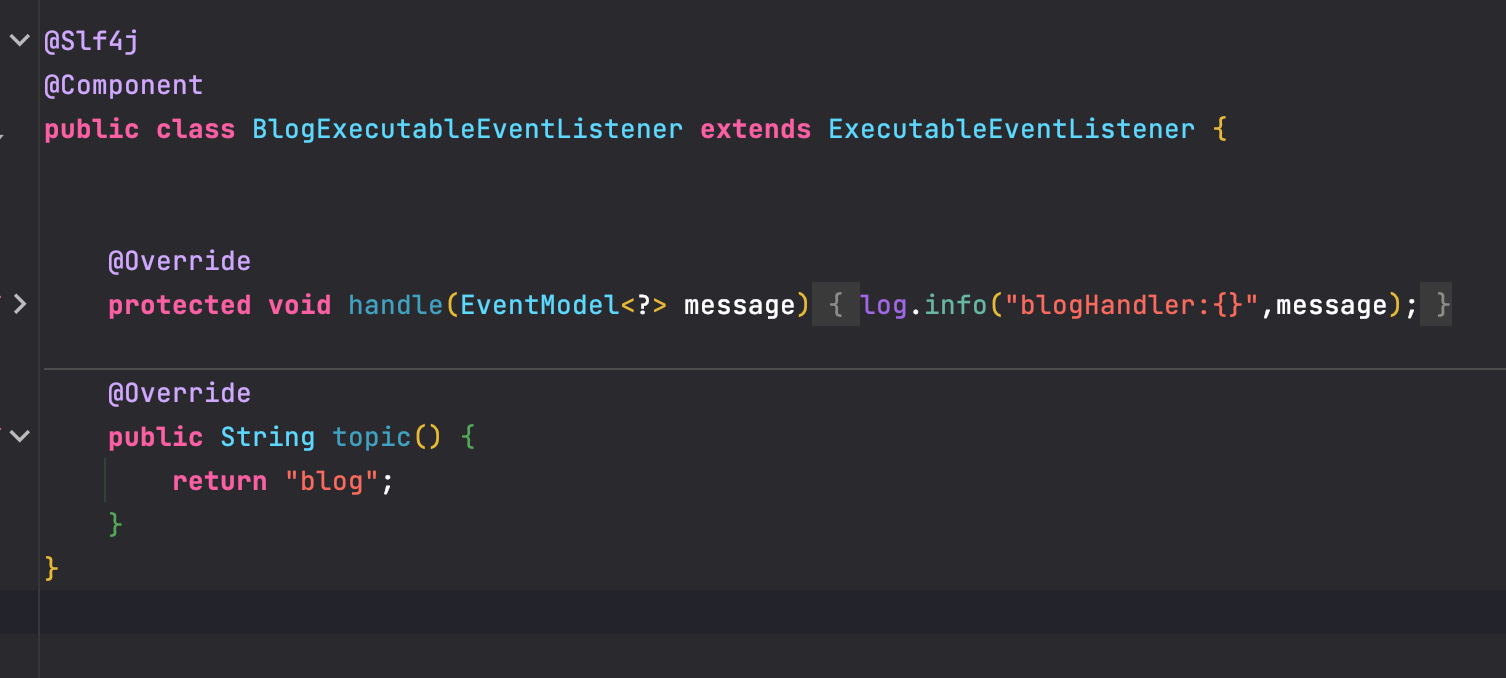 @Slf4j
@Component
public class BlogExecutableEventListener extends ExecutableEventListener {
@Override
protected void handle(EventModel<?> message) { log.info("blogHandler:{}",message); }
@Override
public String topic() {
return "blog";
}
}